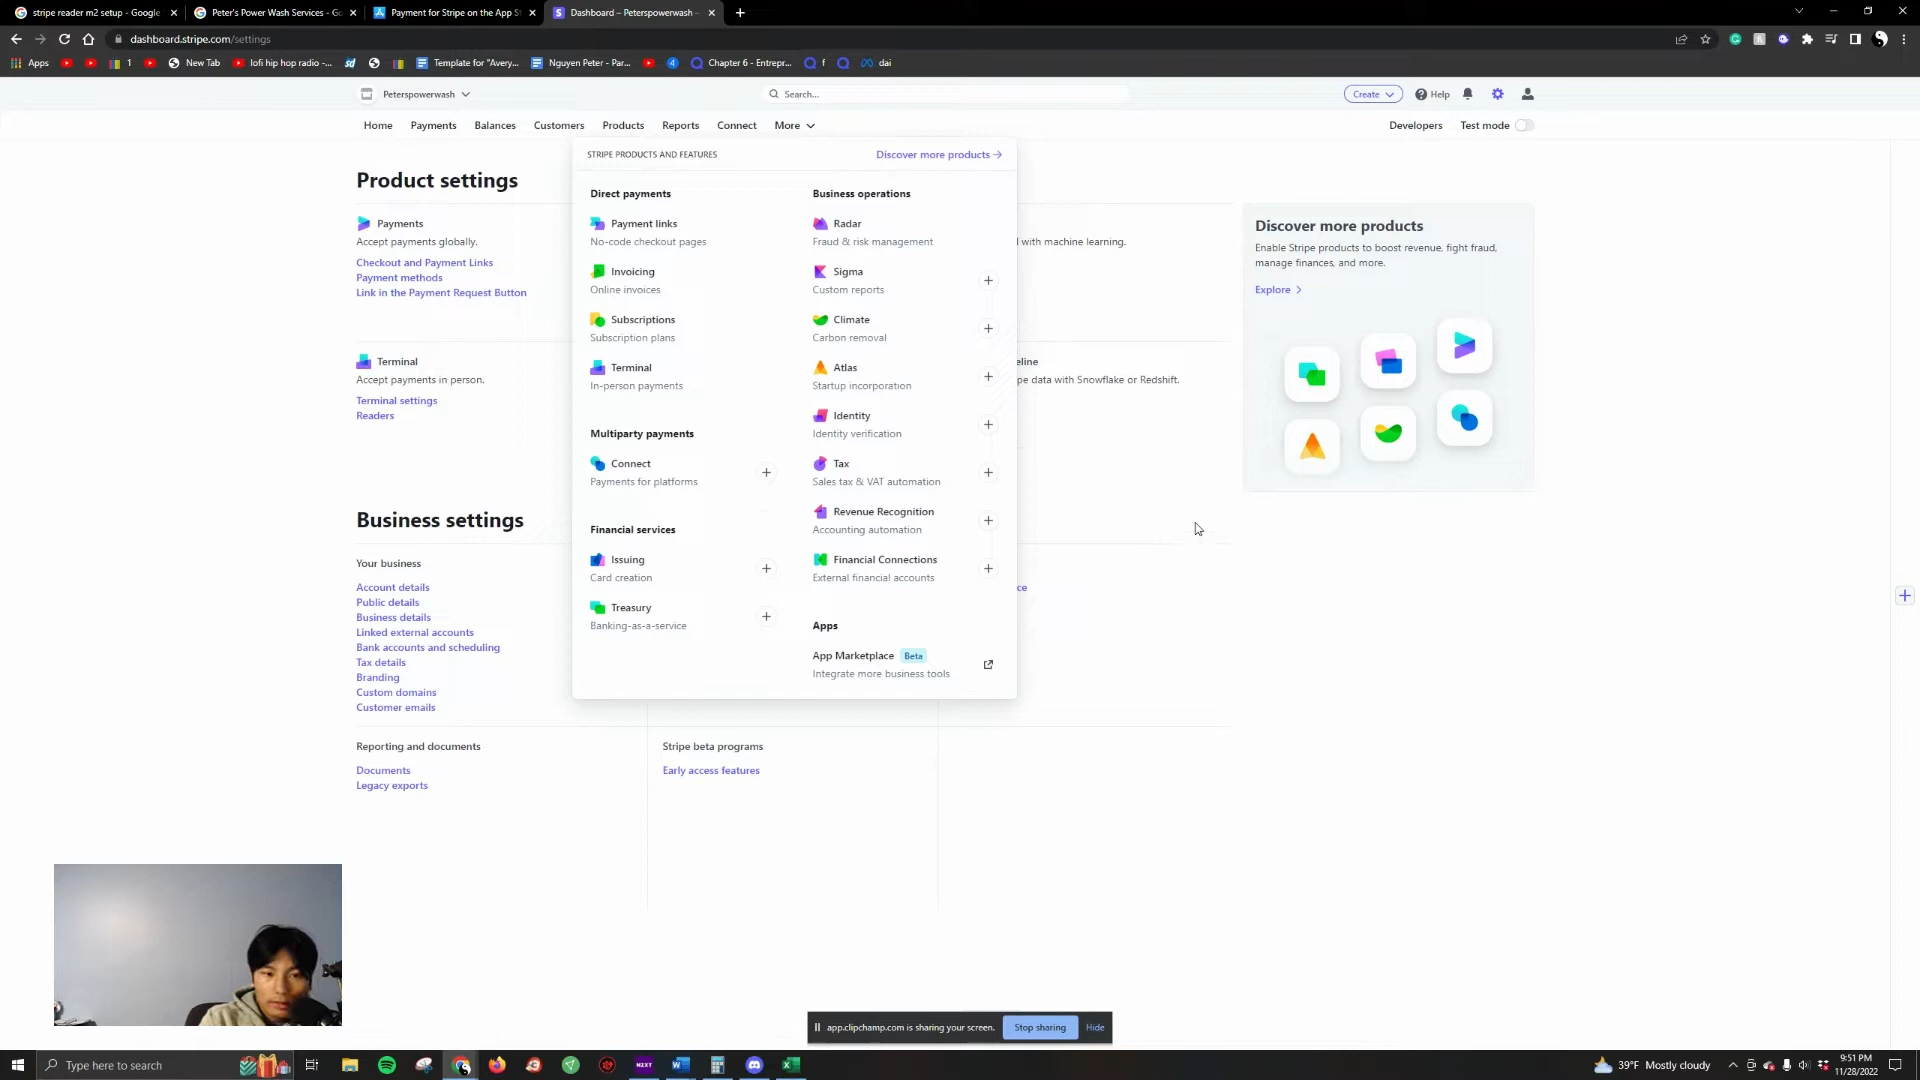 stripe reader m2 setup - Google
Peter's Power Wash Services - Go
Payment for Stripe on the App S
Dashboard – Peterspowerwash –
dashboard.stripe.com/settings
Apps
1
New Tab
lofi hip hop radio -...
Template for "Avery...
Nguyen Peter - Par...
Chapter 6 - Entrepr...
f
dai
Peterspowerwash
Search...
Create
Help
Home
Payments
Balances
Customers
Products
Reports
Connect
More
Developers
Test mode
STRIPE PRODUCTS AND FEATURES
Discover more products
Direct payments
Payment links
No-code checkout pages
Invoicing
Online invoices
Subscriptions
Subscription plans
Terminal
In-person payments
Multiparty payments
Connect
Payments for platforms
Financial services
Issuing
Card creation
Treasury
Banking-as-a-service
Business operations
Radar
Fraud & risk management
Sigma
Custom reports
Climate
Carbon removal
Atlas
Startup incorporation
Identity
Identity verification
Tax
Sales tax & VAT automation
Revenue Recognition
Accounting automation
Financial Connections
External financial accounts
Apps
App Marketplace Beta
Integrate more business tools
Product settings
Payments
Accept payments globally.
Checkout and Payment Links
Payment methods
Link in the Payment Request Button
with machine learning.
Terminal
Accept payments in person.
Terminal settings
Readers
eline
pe data with Snowflake or Redshift.
Discover more products
Enable Stripe products to boost revenue, fight fraud,
manage finances, and more.
Explore
Business settings
Your business
Account details
Public details
Business details
Linked external accounts
Bank accounts and scheduling
Tax details
Branding
Custom domains
Customer emails
ce
Reporting and documents
Documents
Legacy exports
Stripe beta programs
Early access features
app.clipchamp.com is sharing your screen.
Stop sharing
Hide
Type here to search
39°F Mostly cloudy
9:51 PM
11/28/2022